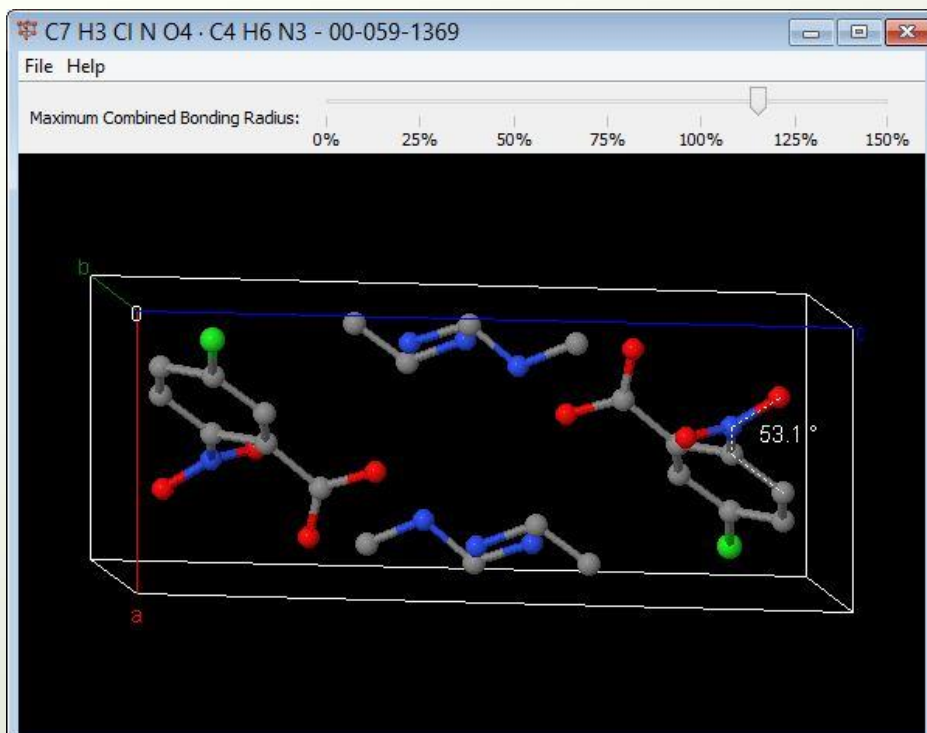 C7 H3 Cl N O4 · C4 H6 N3 - 00-059-1369
File Help
Maximum Combined Bonding Radius:
0% 25% 50% 75% 100% 125% 150%
b
0
c
53.1 °
a